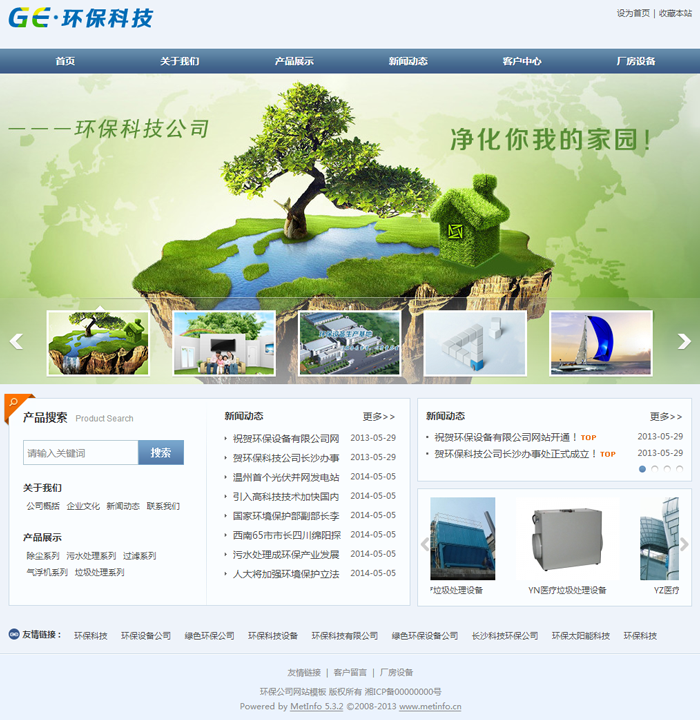 GE·环保科技
设为首页 | 收藏本站
首页 关于我们 产品展示 新闻动态 客户中心 厂房设备
———环保科技公司
净化你我的家园！
产品搜索 Product Search
请输入关键词 搜索
关于我们
公司概括 企业文化 新闻动态 联系我们
产品展示
除尘系列 污水处理系列 过滤系列
气浮机系列 垃圾处理系列
新闻动态 更多>>
祝贺环保设备有限公司网 2013-05-29
贺环保科技公司长沙办事 2013-05-29
温州首个光伏并网发电站 2014-05-05
引入高科技技术加快国内 2014-05-05
国家环境保护部副部长李 2014-05-05
西南65市市长四川绵阳探 2014-05-05
污水处理成环保产业发展 2014-05-05
人大将加强环境保护立法 2014-05-05
新闻动态 更多>>
祝贺环保设备有限公司网站开通！TOP 2013-05-29
贺环保科技公司长沙办事处正式成立！TOP 2013-05-29
垃圾处理设备 YN医疗垃圾处理设备 YZ医疗
友情链接： 环保科技 环保设备公司 绿色环保公司 环保科技设备 环保科技有限公司 绿色环保设备公司 长沙科技环保公司 环保太阳能科技 环保科技
友情链接 | 客户留言 | 厂房设备
环保公司网站模板 版权所有 湘ICP备00000000号
Powered by MetInfo 5.3.2 ©2008-2013 www.metinfo.cn